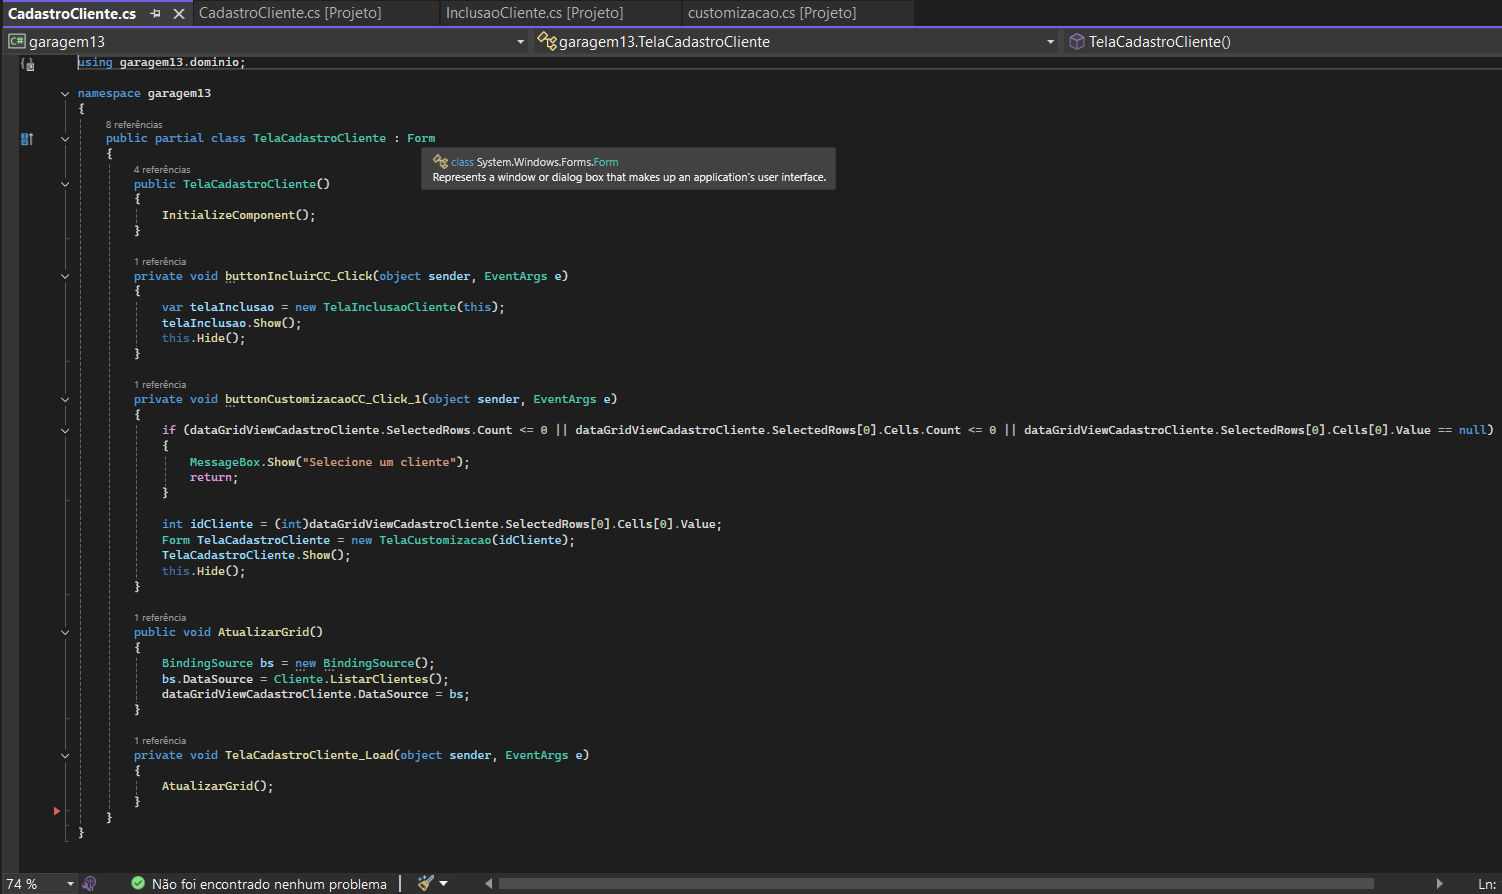 CadastroCliente.cs
CadastroCliente.cs [Projeto]
InclusaoCliente.cs [Projeto]
customizacao.cs [Projeto]
C# garagem13
garagem13.TelaCadastroCliente
TelaCadastroCliente()
using garagem13.dominio;
namespace garagem13
{
8 referências
public partial class TelaCadastroCliente : Form
{
class System.Windows.Forms.Form
Represents a window or dialog box that makes up an application's user interface.
4 referências
public TelaCadastroCliente()
{
InitializeComponent();
}
1 referência
private void buttonIncluirCC_Click(object sender, EventArgs e)
{
var telaInclusao = new TelaInclusaoCliente(this);
telaInclusao.Show();
this.Hide();
}
1 referência
private void buttonCustomizacaoCC_Click_1(object sender, EventArgs e)
{
if (dataGridViewCadastroCliente.SelectedRows.Count <= 0 || dataGridViewCadastroCliente.SelectedRows[0].Cells.Count <= 0 || dataGridViewCadastroCliente.SelectedRows[0].Cells[0].Value == null)
{
MessageBox.Show("Selecione um cliente");
return;
}
int idCliente = (int)dataGridViewCadastroCliente.SelectedRows[0].Cells[0].Value;
Form TelaCadastroCliente = new TelaCustomizacao(idCliente);
TelaCadastroCliente.Show();
this.Hide();
}
1 referência
public void AtualizarGrid()
{
BindingSource bs = new BindingSource();
bs.DataSource = Cliente.ListarClientes();
dataGridViewCadastroCliente.DataSource = bs;
}
1 referência
private void TelaCadastroCliente_Load(object sender, EventArgs e)
{
AtualizarGrid();
}
}
}
74 %
Não foi encontrado nenhum problema
Ln: